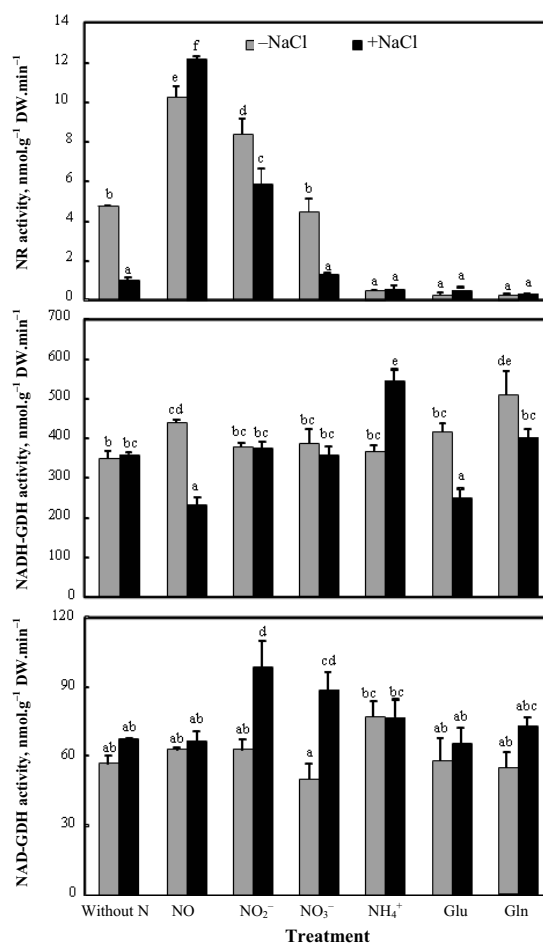 –NaCl +NaCl
NR activity, nmol.g⁻¹ DW.min⁻¹
14
12
10
8
6
4
2
0
b a e f d c b a a a a a a a
NADH-GDH activity, nmol.g⁻¹ DW.min⁻¹
700
600
500
400
300
200
100
0
b bc cd a bc bc bc bc bc e bc a de bc
NAD-GDH activity, nmol.g⁻¹ DW.min⁻¹
120
90
60
30
0
ab ab ab ab ab d a cd bc bc ab ab ab abc
Without N NO NO₂⁻ NO₃⁻ NH₄⁺ Glu Gln
Treatment